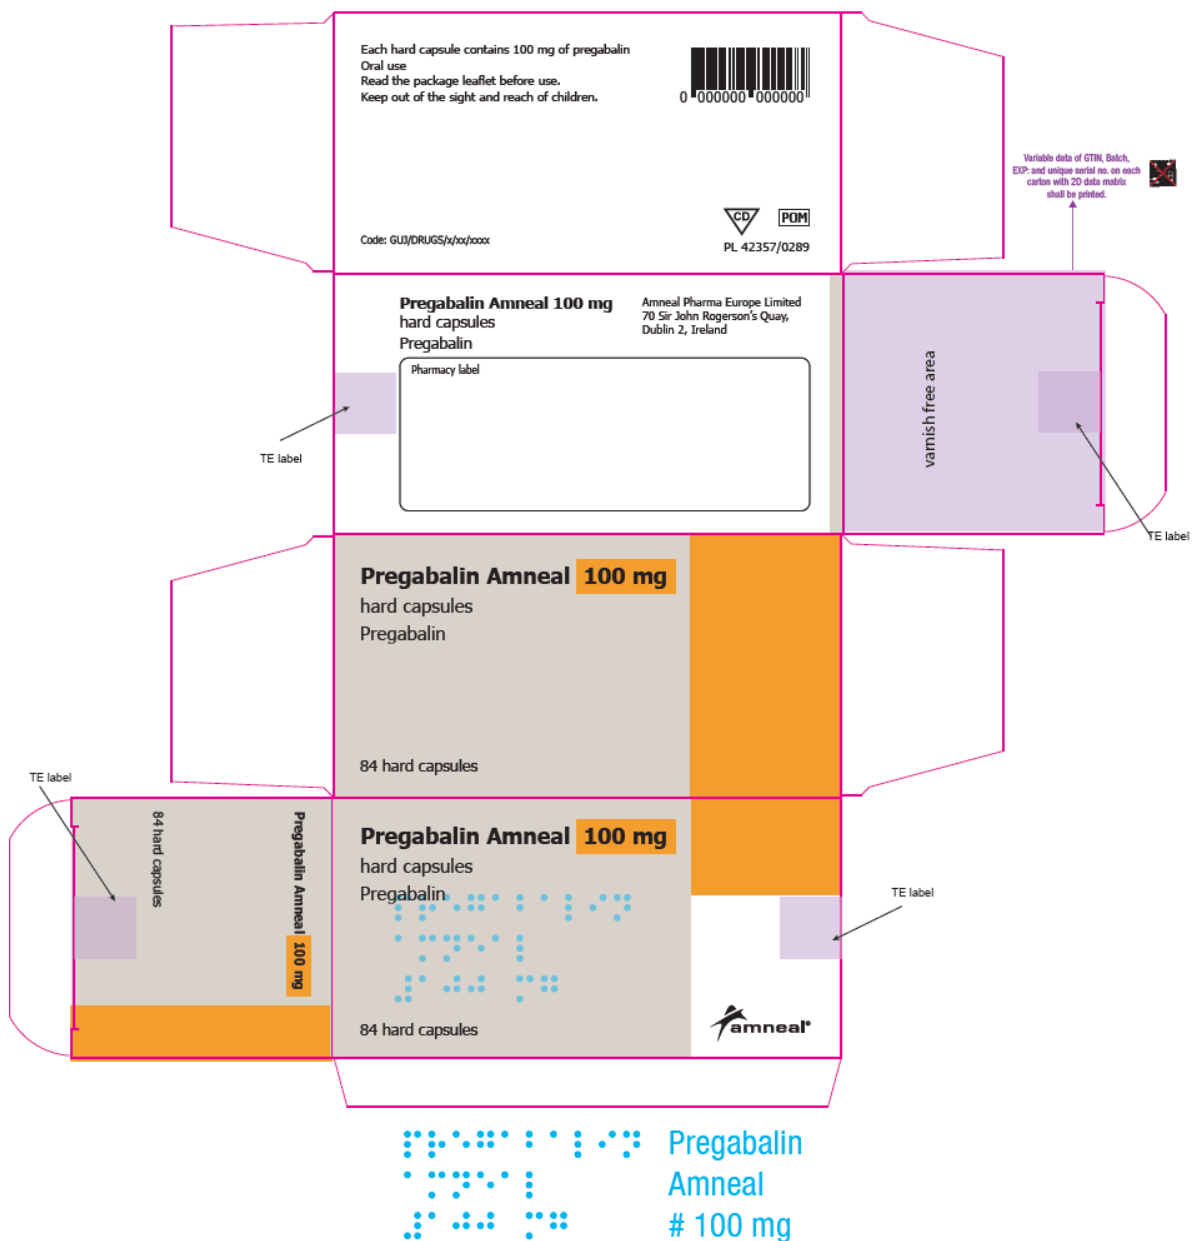 Each hard capsule contains 100 mg of pregabalin
Oral use
Read the package leaflet before use.
Keep out of the sight and reach of children.
0 000000 000000
Variable data of GTIN, Batch,
EXP: and unique serial no. on each
carton with 2D data matrix
shall be printed.
CD
POM
Code: GUJ/DRUGS/x/xx/xxxx
PL 42357/0289
Pregabalin Amneal 100 mg
hard capsules
Pregabalin
Amneal Pharma Europe Limited
70 Sir John Rogerson's Quay,
Dublin 2, Ireland
Pharmacy label
varnish free area
TE label
TE label
Pregabalin Amneal 100 mg
hard capsules
Pregabalin
84 hard capsules
TE label
84 hard capsules
Pregabalin Amneal 100 mg
Pregabalin Amneal 100 mg
hard capsules
Pregabalin
84 hard capsules
TE label
amneal®
⠏⠗⠑⠛⠁⠃⠁⠇⠊⠝ Pregabalin
⠁⠍⠝⠑⠁⠇ Amneal
⠼⠁⠚⠚ ⠍⠛ # 100 mg